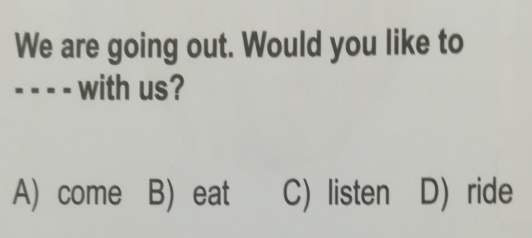 We are going out. Would you like to
---- with us?
A) come B) eat C) listen D) ride